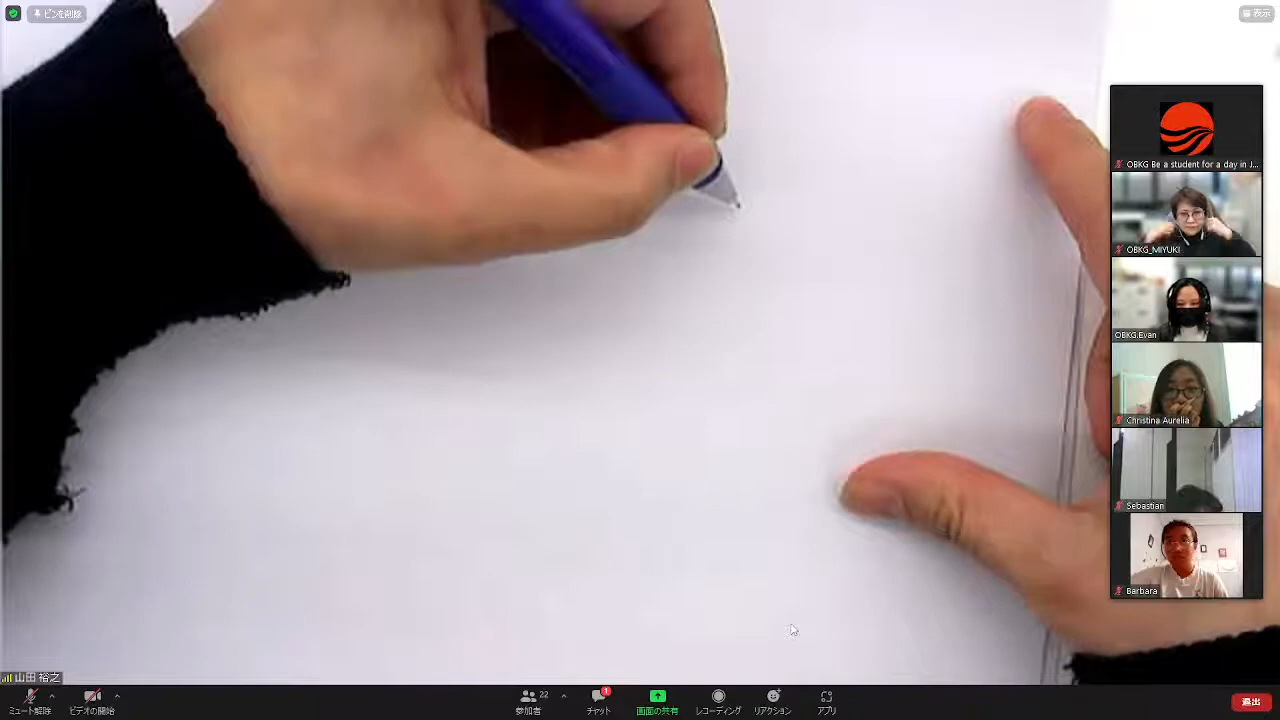 ピンを削除
表示
OBKG Be a student for a day in J...
OBKG_MIYUKI
OBKG.Evan
Christina Aurelia
Sebastian
Barbara
山田 裕之
ミュート解除
ビデオの開始
22
参加者
1
チャット
画面の共有
レコーディング
リアクション
アプリ
退出